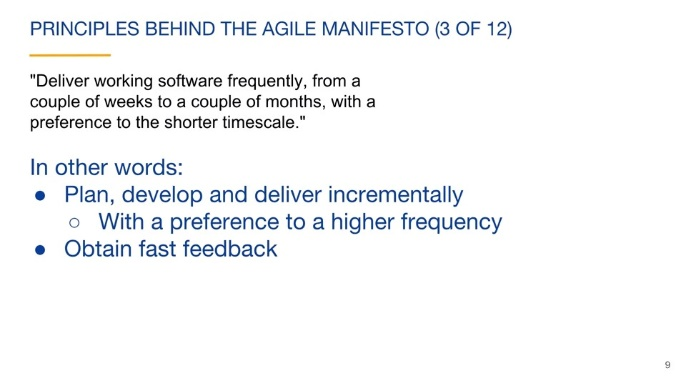 PRINCIPLES BEHIND THE AGILE MANIFESTO (3 OF 12)
"Deliver working software frequently, from a
couple of weeks to a couple of months, with a
preference to the shorter timescale."
In other words:
● Plan, develop and deliver incrementally
○ With a preference to a higher frequency
● Obtain fast feedback
9